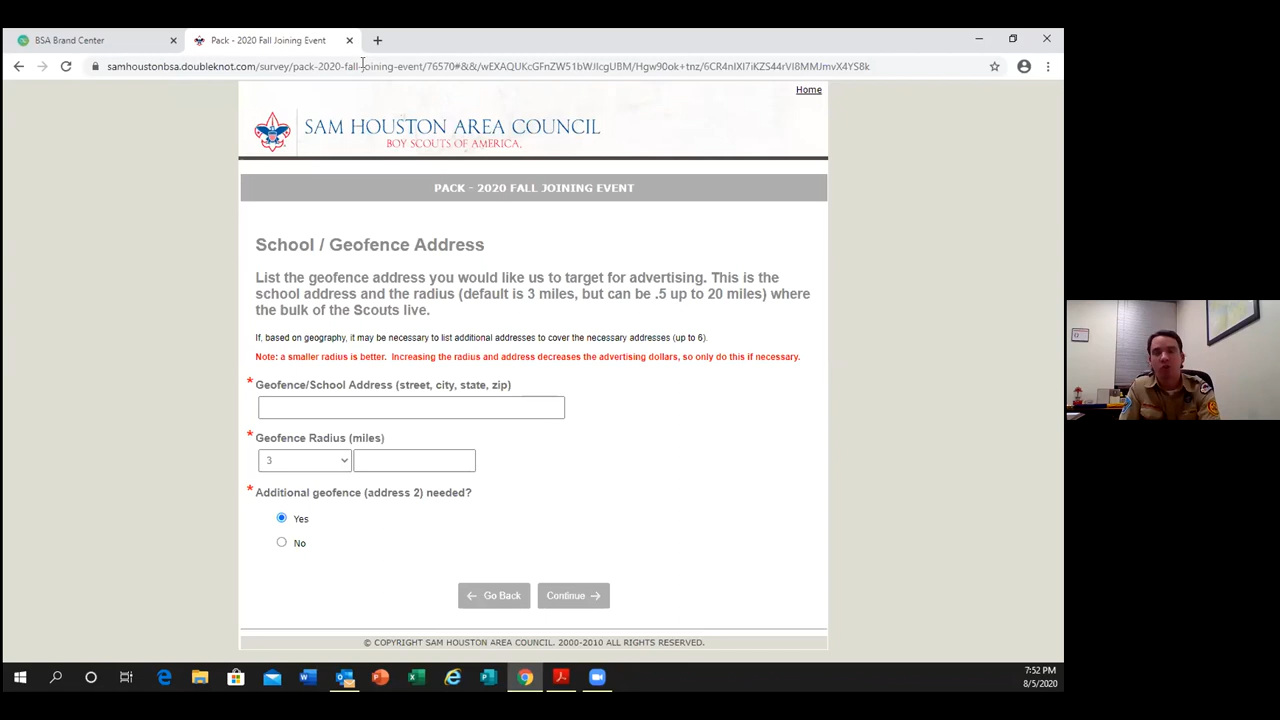 BSA Brand Center
Pack - 2020 Fall Joining Event
samhoustonbsa.doubleknot.com/survey/pack-2020-fall-joining-event/76570#&&/wEXAQUKcGFnZW51bWJlcgUBM/Hgw90ok+tnz/6CR4nIXI7iKZS44rVI8MMJmvX4YS8k
Home
SAM HOUSTON AREA COUNCIL
BOY SCOUTS OF AMERICA.
PACK - 2020 FALL JOINING EVENT
School / Geofence Address
List the geofence address you would like us to target for advertising. This is the
school address and the radius (default is 3 miles, but can be .5 up to 20 miles) where
the bulk of the Scouts live.
If, based on geography, it may be necessary to list additional addresses to cover the necessary addresses (up to 6).
Note: a smaller radius is better. Increasing the radius and address decreases the advertising dollars, so only do this if necessary.
* Geofence/School Address (street, city, state, zip)
* Geofence Radius (miles)
3
* Additional geofence (address 2) needed?
Yes
No
Go Back
Continue
© COPYRIGHT SAM HOUSTON AREA COUNCIL, 2000-2010 ALL RIGHTS RESERVED.
7:52 PM
8/5/2020